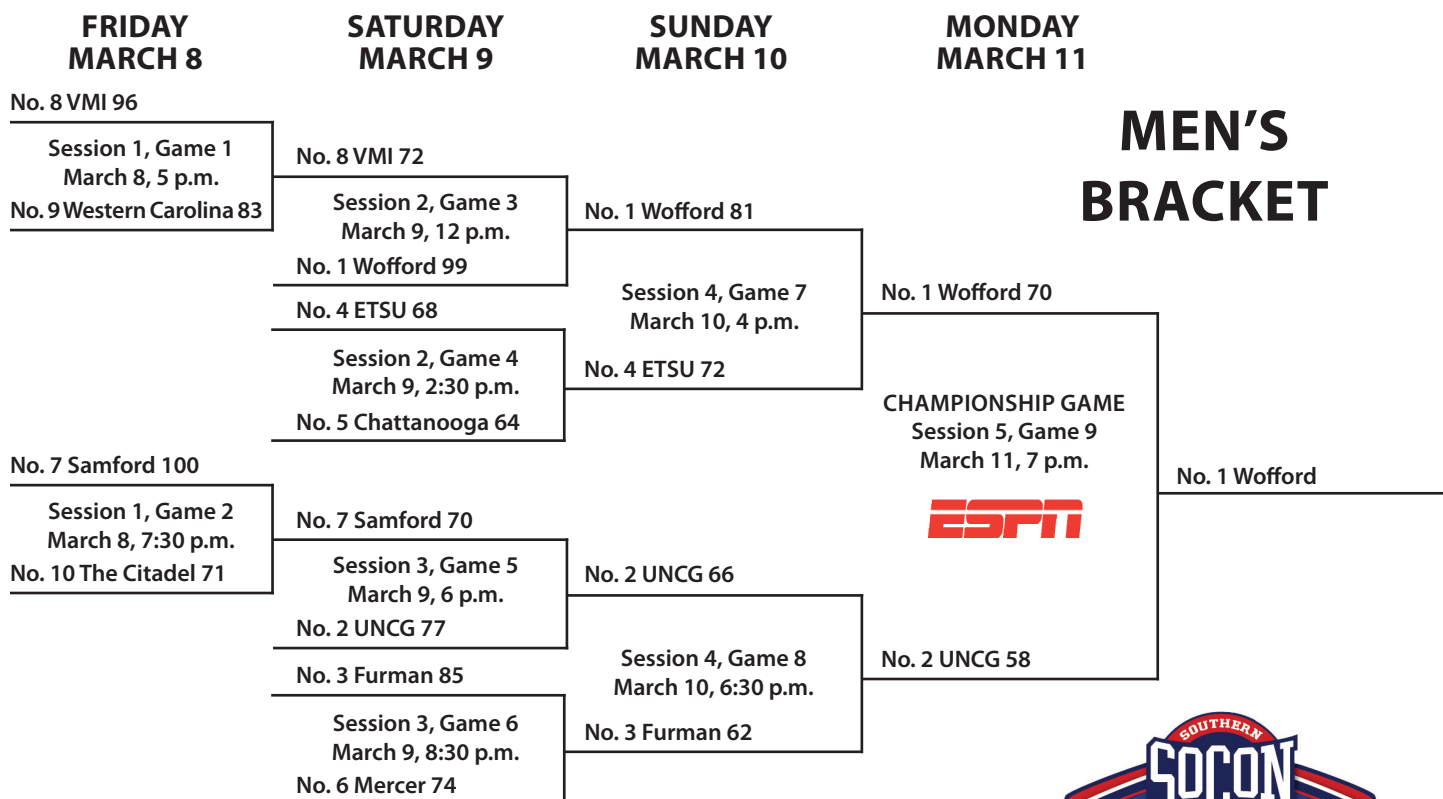 FRIDAY
MARCH 8
SATURDAY
MARCH 9
SUNDAY
MARCH 10
MONDAY
MARCH 11
MEN'S
BRACKET
No. 8 VMI 96
Session 1, Game 1
March 8, 5 p.m.
No. 9 Western Carolina 83
No. 7 Samford 100
Session 1, Game 2
March 8, 7:30 p.m.
No. 10 The Citadel 71
No. 8 VMI 72
Session 2, Game 3
March 9, 12 p.m.
No. 1 Wofford 99
No. 4 ETSU 68
Session 2, Game 4
March 9, 2:30 p.m.
No. 5 Chattanooga 64
No. 7 Samford 70
Session 3, Game 5
March 9, 6 p.m.
No. 2 UNCG 77
No. 3 Furman 85
Session 3, Game 6
March 9, 8:30 p.m.
No. 6 Mercer 74
No. 1 Wofford 81
Session 4, Game 7
March 10, 4 p.m.
No. 4 ETSU 72
No. 2 UNCG 66
Session 4, Game 8
March 10, 6:30 p.m.
No. 3 Furman 62
No. 1 Wofford 70
CHAMPIONSHIP GAME
Session 5, Game 9
March 11, 7 p.m.
ESPN
No. 2 UNCG 58
No. 1 Wofford
SOUTHERN
SOCON